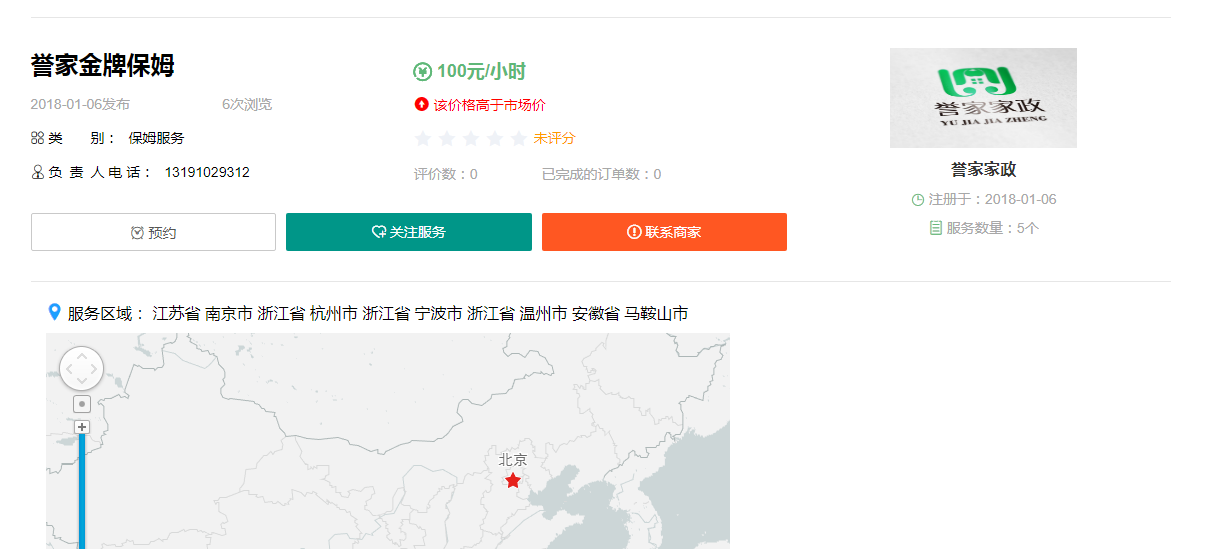 誉家金牌保姆
2018-01-06发布 6次浏览
类 别： 保姆服务
负 责 人 电 话： 13191029312
100元/小时
该价格高于市场价
未评分
评价数：0 已完成的订单数：0
预约 关注服务 联系商家
誉家家政
YU JIA JIA ZHENG
誉家家政
注册于：2018-01-06
服务数量：5个
服务区域： 江苏省 南京市 浙江省 杭州市 浙江省 宁波市 浙江省 温州市 安徽省 马鞍山市
北京